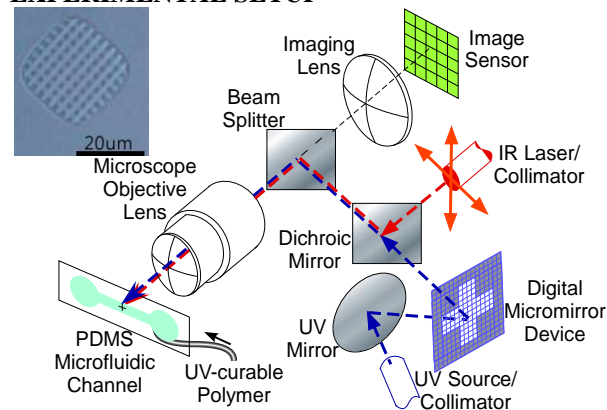 EXPERIMENTAL SETUP
Imaging
Lens
Image
Sensor
Beam
Splitter
20um
Microscope
Objective
Lens
IR Laser/
Collimator
Dichroic
Mirror
Digital
Micromirror
Device
UV
Mirror
PDMS
Microfluidic
Channel
UV-curable
Polymer
UV Source/
Collimator